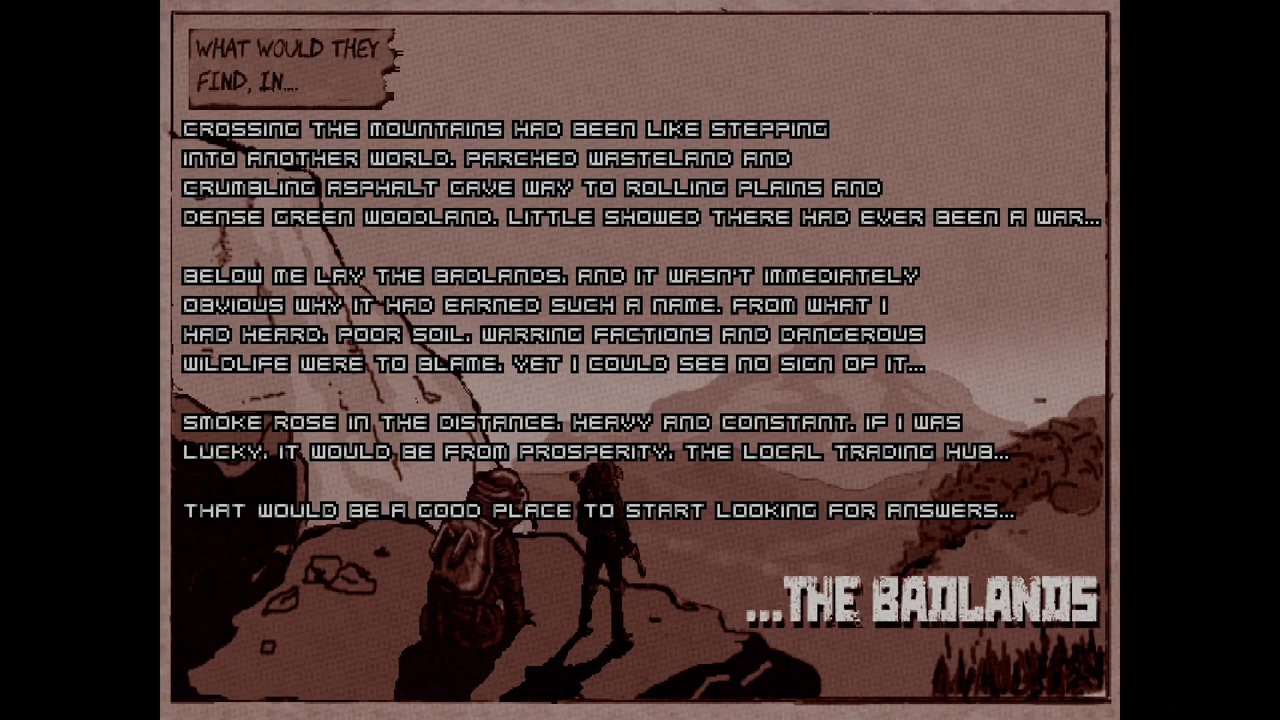 WHAT WOULD THEY
FIND, IN....
CROSSING THE MOUNTAINS HAD BEEN LIKE STEPPING
INTO ANOTHER WORLD. PARCHED WASTELAND AND
CRUMBLING ASPHALT GAVE WAY TO ROLLING PLAINS AND
DENSE GREEN WOODLAND. LITTLE SHOWED THERE HAD EVER BEEN A WAR...
BELOW ME LAY THE BADLANDS. AND IT WASN'T IMMEDIATELY
OBVIOUS WHY IT HAD EARNED SUCH A NAME. FROM WHAT I
HAD HEARD, POOR SOIL, WARRING FACTIONS AND DANGEROUS
WILDLIFE WERE TO BLAME. YET I COULD SEE NO SIGN OF IT...
SMOKE ROSE IN THE DISTANCE, HEAVY AND CONSTANT. IF I WAS
LUCKY, IT WOULD BE FROM PROSPERITY, THE LOCAL TRADING HUB...
THAT WOULD BE A GOOD PLACE TO START LOOKING FOR ANSWERS...
...THE BADLANDS